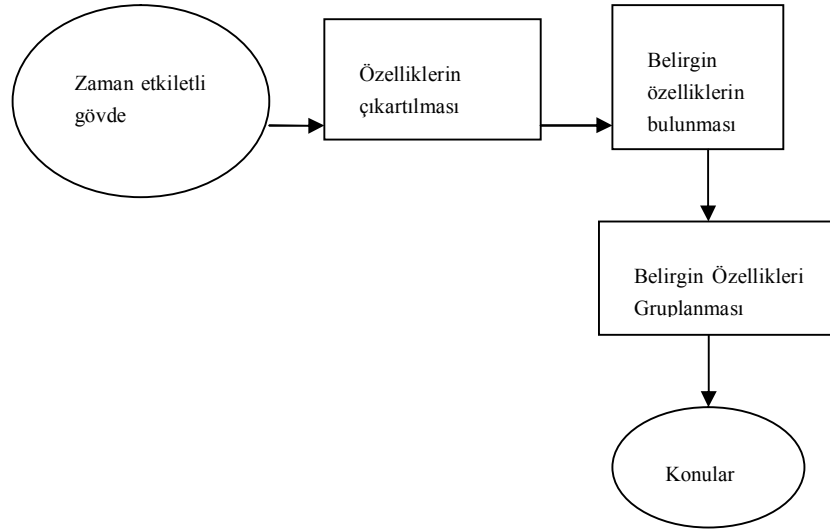 Zaman etkiletli
gövde
Özelliklerin
çıkartılması
Belirgin
özelliklerin
bulunması
Belirgin Özellikleri
Gruplanması
Konular